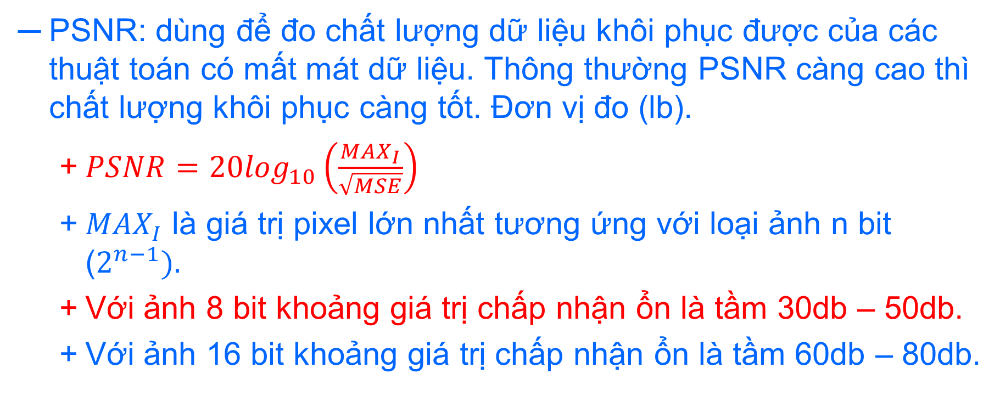 — PSNR: dùng để đo chất lượng dữ liệu khôi phục được của các
thuật toán có mất mát dữ liệu. Thông thường PSNR càng cao thì
chất lượng khôi phục càng tốt. Đơn vị đo (lb).
+ $PSNR = 20log_{10}\left(\frac{MAX_I}{\sqrt{MSE}}\right)$
+ $MAX_I$ là giá trị pixel lớn nhất tương ứng với loại ảnh n bit
$(2^{n-1})$.
+ Với ảnh 8 bit khoảng giá trị chấp nhận ổn là tầm 30db – 50db.
+ Với ảnh 16 bit khoảng giá trị chấp nhận ổn là tầm 60db – 80db.